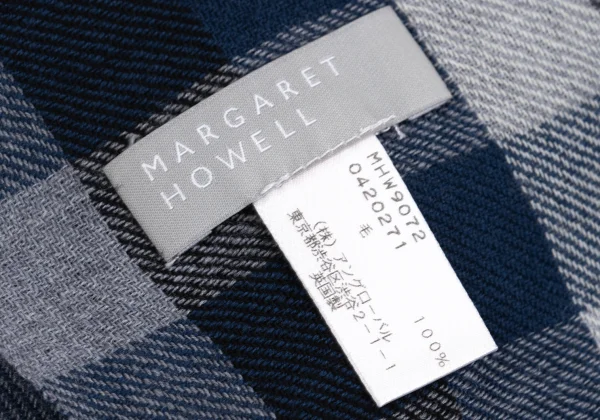 MARGARET
HOWELL
MHW9072
0420271
毛 100%
(株) アングローバル
東京都渋谷区渋谷2-1-1
英国製